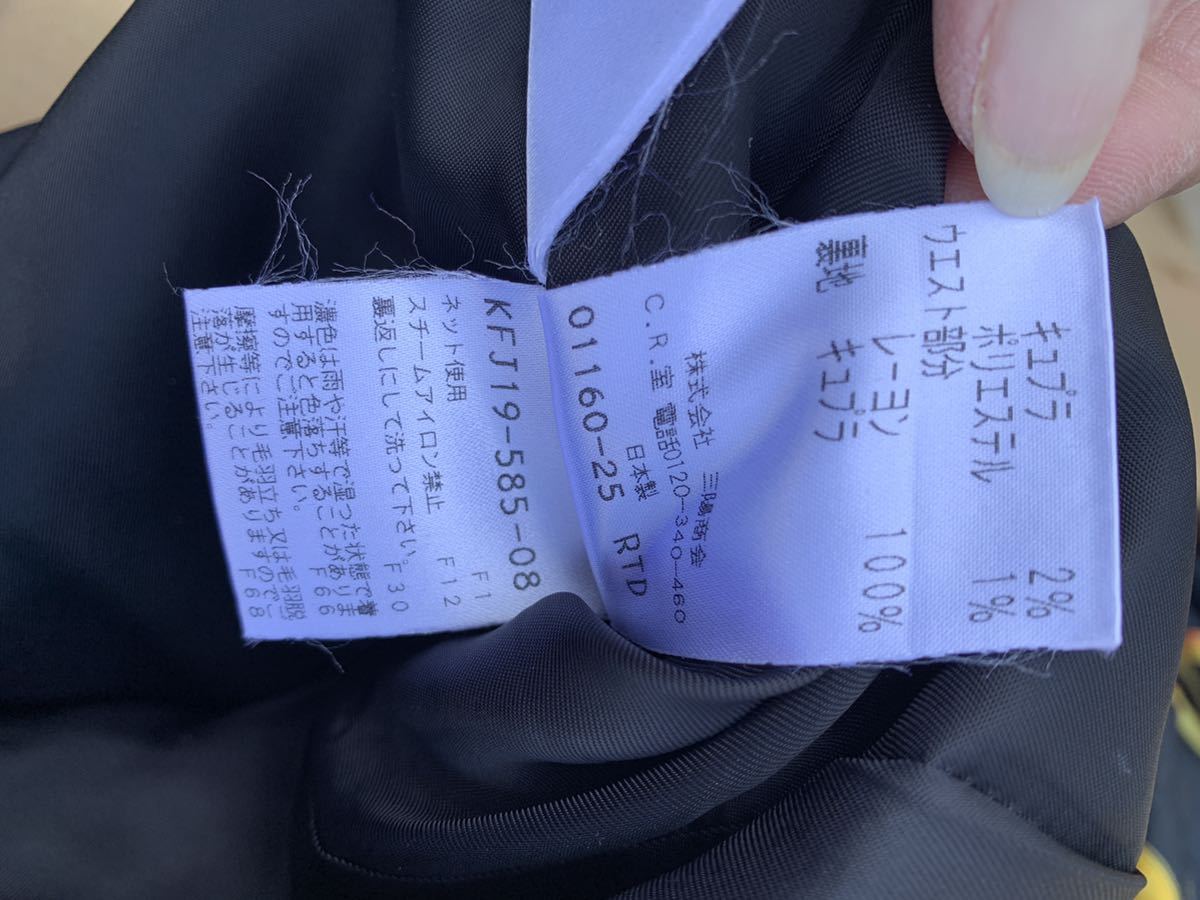 キュプラ 2%
ポリエステル 1%
ウエスト部分
レーヨン 100%
裏地 キュプラ
株式会社 三陽商会
C.R.室 電話0120-340-460
日本製
01160-25 RTD
KFJ19-585-08
F1
ネット使用 F12
スチームアイロン禁止
裏返しにして洗って下さい。 F30
濃色は雨や汗等で湿った状態で着
用すると色落ちすることがありま
すのでご注意下さい。 F66
摩擦等により毛羽立ち又は毛羽脱
落が生じることがありますのでご
注意下さい。 F68